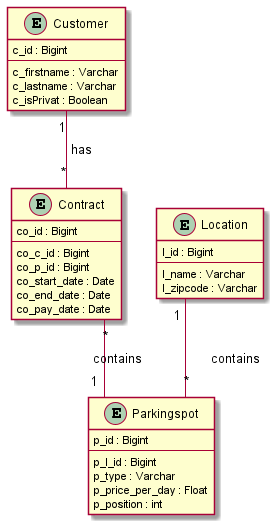 E Customer
c_id : Bigint
c_firstname : Varchar
c_lastname : Varchar
c_isPrivat : Boolean
1
has
*
E Contract
co_id : Bigint
co_c_id : Bigint
co_p_id : Bigint
co_start_date : Date
co_end_date : Date
co_pay_date : Date
E Location
l_id : Bigint
l_name : Varchar
l_zipcode : Varchar
*
contains
1
1
contains
*
E Parkingspot
p_id : Bigint
p_l_id : Bigint
p_type : Varchar
p_price_per_day : Float
p_position : int